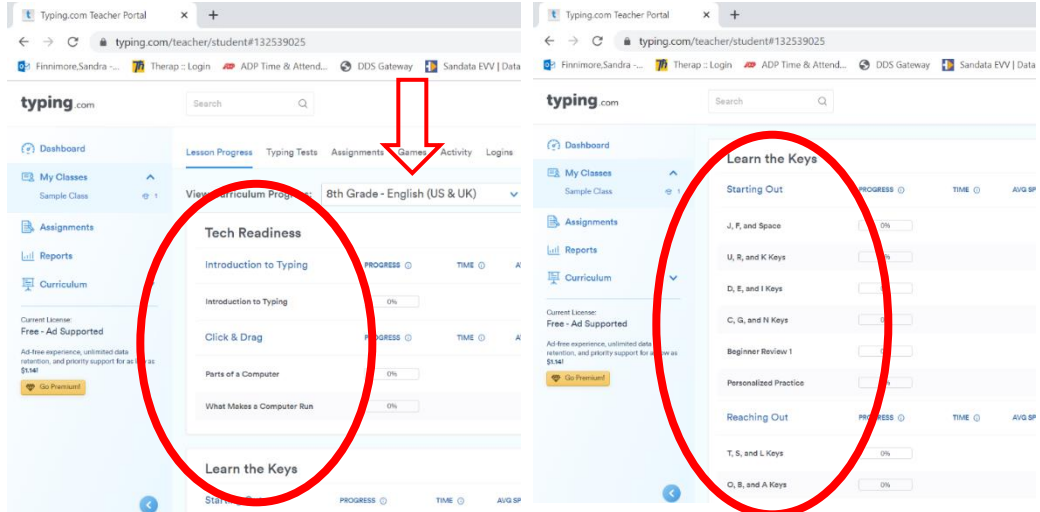 Typing.com Teacher Portal
typing.com/teacher/student#132539025
Finnimore,Sandra -... Therap :: Login ADP Time & Attend... DDS Gateway Sandata EVV | Data
typing.com
Search
Dashboard
My Classes
Sample Class 1
Assignments
Reports
Curriculum
Current License:
Free - Ad Supported
Ad-free experience, unlimited data
retention, and priority support for as low as
$1.14!
Go Premium!
Lesson Progress Typing Tests Assignments Games Activity Logins
View Curriculum Progress: 8th Grade - English (US & UK)
Tech Readiness
Introduction to Typing PROGRESS TIME
Introduction to Typing 0%
Click & Drag PROGRESS TIME
Parts of a Computer 0%
What Makes a Computer Run 0%
Learn the Keys
PROGRESS TIME AVG SP
Typing.com Teacher Portal
typing.com/teacher/student#132539025
Finnimore,Sandra -... Therap :: Login ADP Time & Attend... DDS Gateway Sandata EVV | Data
typing.com
Search
Dashboard
My Classes
Sample Class 1
Assignments
Reports
Curriculum
Current License:
Free - Ad Supported
Ad-free experience, unlimited data
retention, and priority support for as low as
$1.14!
Go Premium!
Learn the Keys
Starting Out PROGRESS TIME AVG SP
J, F, and Space 0%
U, R, and K Keys
D, E, and I Keys
C, G, and N Keys
Beginner Review 1
Personalized Practice
Reaching Out PROGRESS TIME AVG SP
T, S, and L Keys 0%
O, B, and A Keys 0%